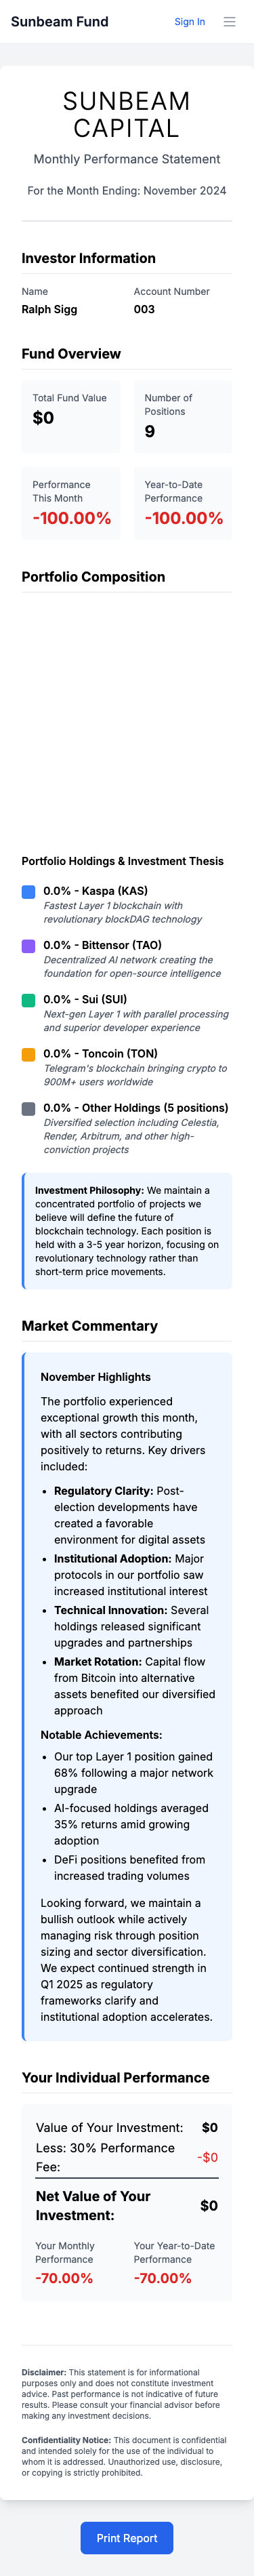 Sunbeam Fund
Sign In
SUNBEAM
CAPITAL
Monthly Performance Statement
For the Month Ending: November 2024
Investor Information
Name
Ralph Sigg
Account Number
003
Fund Overview
Total Fund Value
$0
Number of
Positions
9
Performance
This Month
-100.00%
Year-to-Date
Performance
-100.00%
Portfolio Composition
Portfolio Holdings & Investment Thesis
0.0% - Kaspa (KAS)
Fastest Layer 1 blockchain with
revolutionary blockDAG technology
0.0% - Bittensor (TAO)
Decentralized AI network creating the
foundation for open-source intelligence
0.0% - Sui (SUI)
Next-gen Layer 1 with parallel processing
and superior developer experience
0.0% - Toncoin (TON)
Telegram's blockchain bringing crypto to
900M+ users worldwide
0.0% - Other Holdings (5 positions)
Diversified selection including Celestia,
Render, Arbitrum, and other high-
conviction projects
Investment Philosophy: We maintain a
concentrated portfolio of projects we
believe will define the future of
blockchain technology. Each position is
held with a 3-5 year horizon, focusing on
revolutionary technology rather than
short-term price movements.
Market Commentary
November Highlights
The portfolio experienced
exceptional growth this month,
with all sectors contributing
positively to returns. Key drivers
included:
• Regulatory Clarity: Post-
election developments have
created a favorable
environment for digital assets
• Institutional Adoption: Major
protocols in our portfolio saw
increased institutional interest
• Technical Innovation: Several
holdings released significant
upgrades and partnerships
• Market Rotation: Capital flow
from Bitcoin into alternative
assets benefited our diversified
approach
Notable Achievements:
• Our top Layer 1 position gained
68% following a major network
upgrade
• AI-focused holdings averaged
35% returns amid growing
adoption
• DeFi positions benefited from
increased trading volumes
Looking forward, we maintain a
bullish outlook while actively
managing risk through position
sizing and sector diversification.
We expect continued strength in
Q1 2025 as regulatory
frameworks clarify and
institutional adoption accelerates.
Your Individual Performance
Value of Your Investment: $0
Less: 30% Performance
Fee: -$0
Net Value of Your
Investment: $0
Your Monthly
Performance
-70.00%
Your Year-to-Date
Performance
-70.00%
Disclaimer: This statement is for informational
purposes only and does not constitute investment
advice. Past performance is not indicative of future
results. Please consult your financial advisor before
making any investment decisions.
Confidentiality Notice: This document is confidential
and intended solely for the use of the individual to
whom it is addressed. Unauthorized use, disclosure,
or copying is strictly prohibited.
Print Report